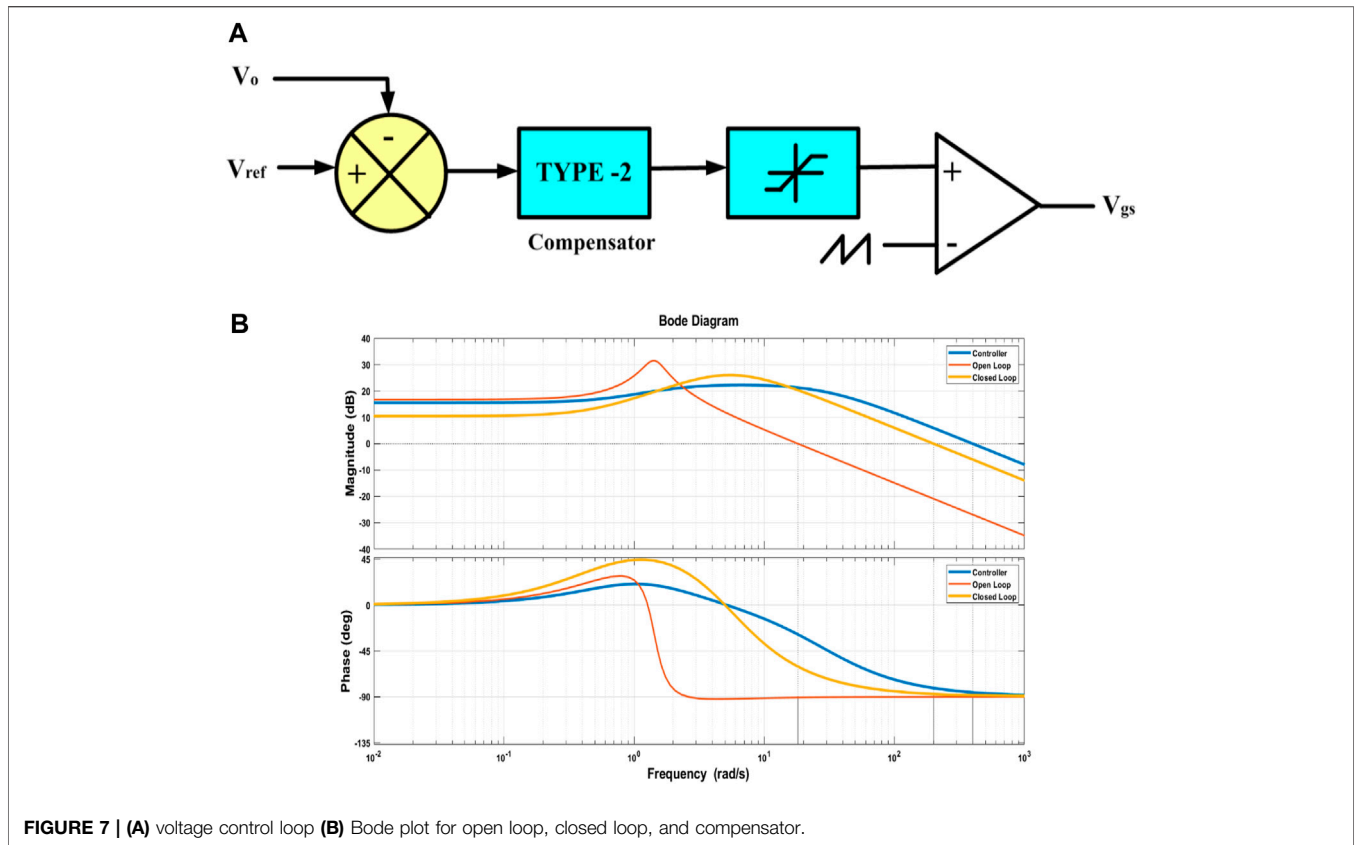 A
Vo
Vref
-
+
TYPE -2
Compensator
+
-
Vgs
B
Bode Diagram
Magnitude (dB)
40
30
20
10
0
-10
-20
-30
-40
Controller
Open Loop
Closed Loop
Phase (deg)
45
0
-45
-90
-135
Controller
Open Loop
Closed Loop
10-2
10-1
100
101
102
103
Frequency (rad/s)
FIGURE 7 | (A) voltage control loop (B) Bode plot for open loop, closed loop, and compensator.